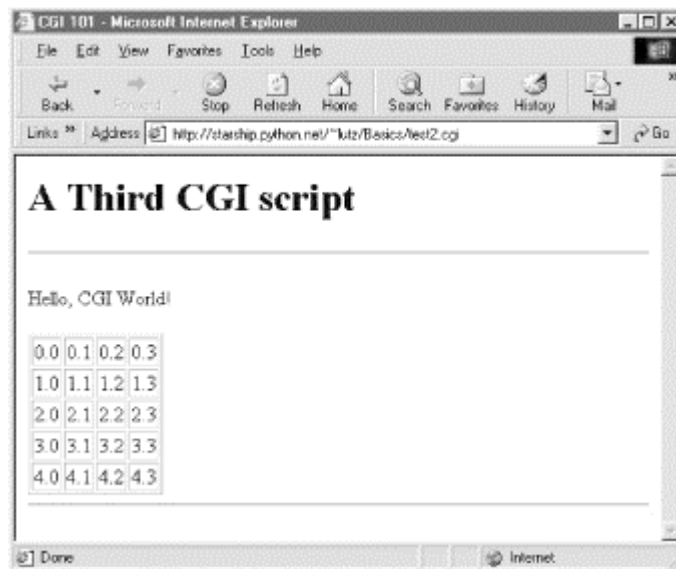 CGI 101 - Microsoft Internet Explorer
File Edit View Favorites Tools Help
Back Forward Stop Refresh Home Search Favorites History Mail »
Links » Address http://starship.python.net/~lutz/Basics/test2.cgi Go
A Third CGI script
Hello, CGI World!
0.0 0.1 0.2 0.3
1.0 1.1 1.2 1.3
2.0 2.1 2.2 2.3
3.0 3.1 3.2 3.3
4.0 4.1 4.2 4.3
Done Internet